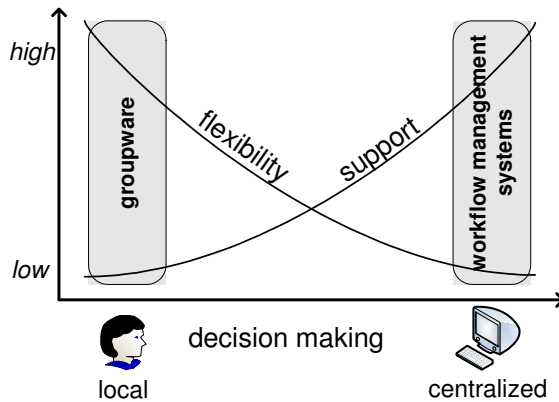 high
groupware
flexibility
support
workflow management
systems
low
decision making
local
centralized